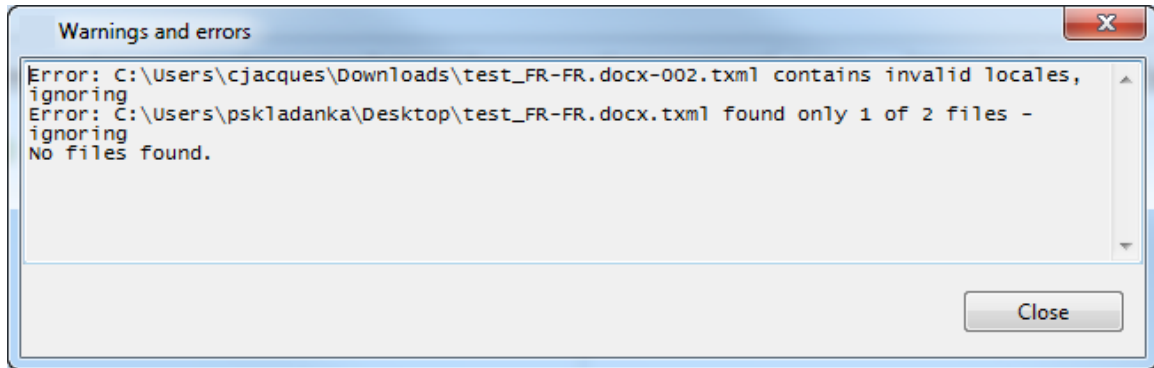 Warnings and errors
Error: C:\Users\cjacques\Downloads\test_FR-FR.docx-002.txml contains invalid locales,
ignoring
Error: C:\Users\pskladanka\Desktop\test_FR-FR.docx.txml found only 1 of 2 files -
ignoring
No files found.
Close